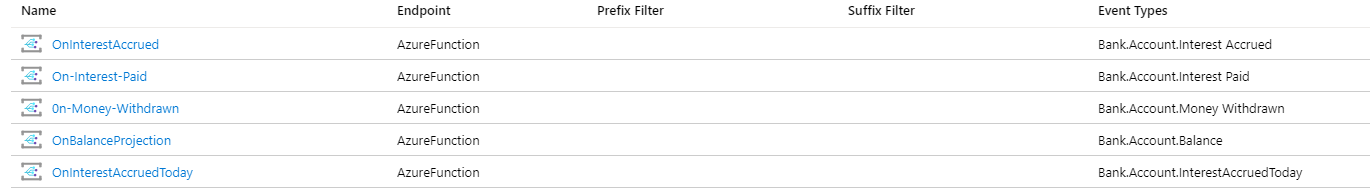 Name Endpoint Prefix Filter Suffix Filter Event Types
OnInterestAccrued AzureFunction Bank.Account.Interest Accrued
On-Interest-Paid AzureFunction Bank.Account.Interest Paid
0n-Money-Withdrawn AzureFunction Bank.Account.Money Withdrawn
OnBalanceProjection AzureFunction Bank.Account.Balance
OnInterestAccruedToday AzureFunction Bank.Account.InterestAccruedToday